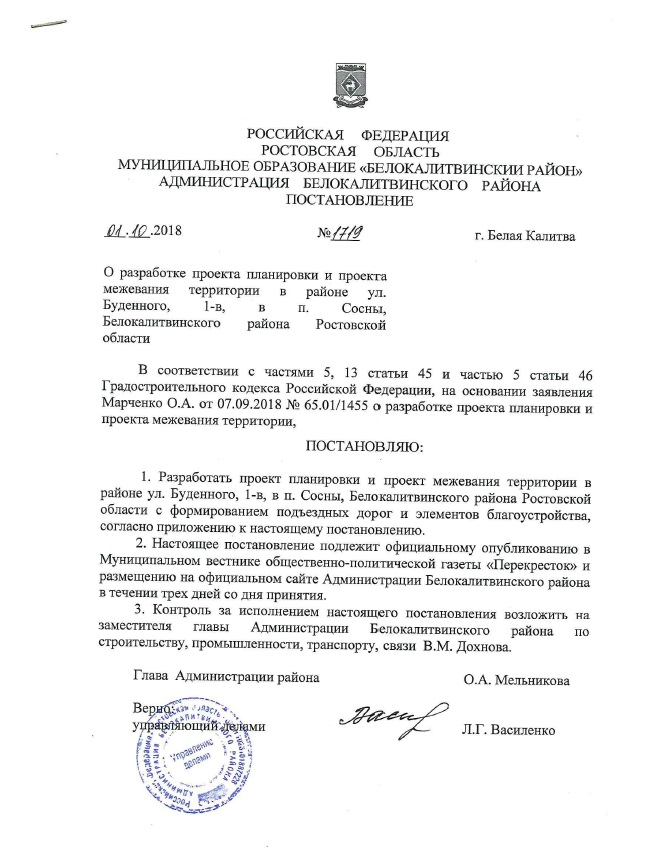 РОССИЙСКАЯ ФЕДЕРАЦИЯ
РОСТОВСКАЯ ОБЛАСТЬ
МУНИЦИПАЛЬНОЕ ОБРАЗОВАНИЕ «БЕЛОКАЛИТВИНСКИИ РАЙОН»
АДМИНИСТРАЦИЯ БЕЛОКАЛИТВИНСКОГО РАЙОНА
ПОСТАНОВЛЕНИЕ
01.10.2018 №1719 г. Белая Калитва
О разработке проекта планировки и проекта
межевания территории в районе ул.
Буденного, 1-в, в п. Сосны,
Белокалитвинского района Ростовской
области
В соответствии с частями 5, 13 статьи 45 и частью 5 статьи 46
Градостроительного кодекса Российской Федерации, на основании заявления
Марченко О.А. от 07.09.2018 № 65.01/1455 о разработке проекта планировки и
проекта межевания территории,
ПОСТАНОВЛЯЮ:
1. Разработать проект планировки и проект межевания территории в
районе ул. Буденного, 1-в, в п. Сосны, Белокалитвинского района Ростовской
области с формированием подъездных дорог и элементов благоустройства,
согласно приложению к настоящему постановлению.
2. Настоящее постановление подлежит официальному опубликованию в
Муниципальном вестнике общественно-политической газеты «Перекресток» и
размещению на официальном сайте Администрации Белокалитвинского района
в течении трех дней со дня принятия.
3. Контроль за исполнением настоящего постановления возложить на
заместителя главы Администрации Белокалитвинского района по
строительству, промышленности, транспорту, связи В.М. Дохнова.
Глава Администрации района О.А. Мельникова
Верно:
управляющий делами Л.Г. Василенко
Управление
делами